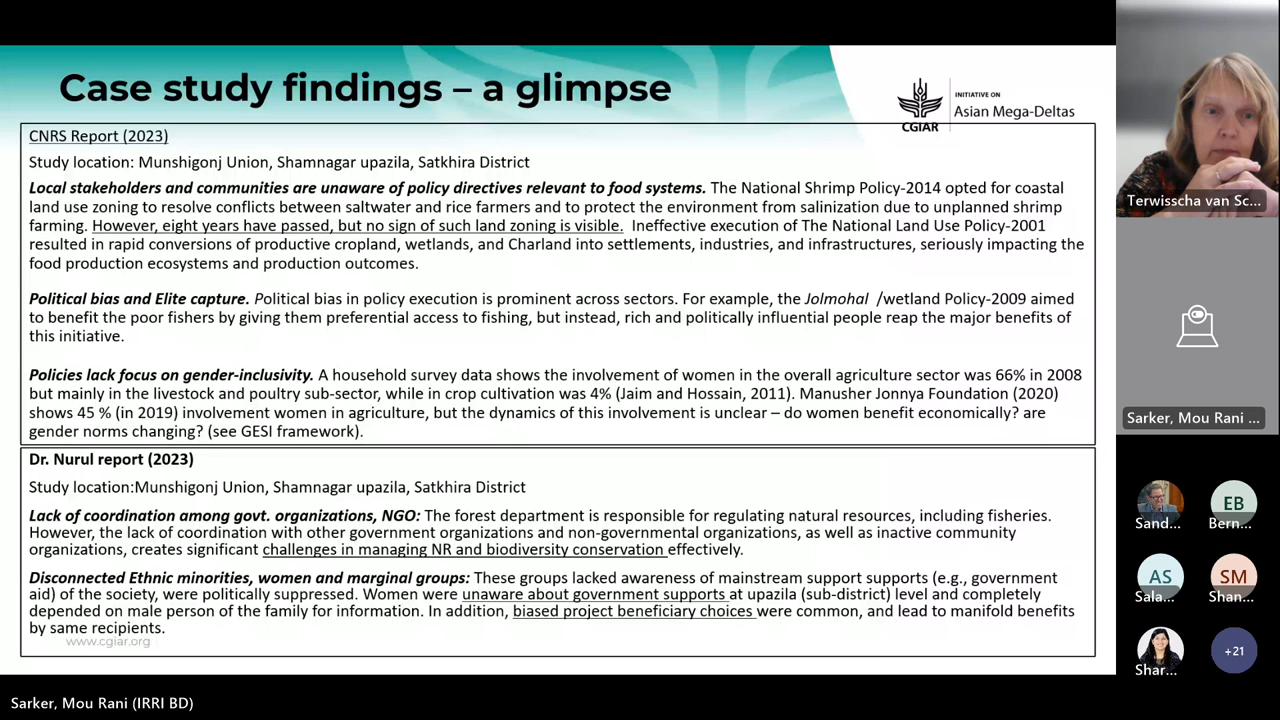 Case study findings – a glimpse
INITIATIVE ON
Asian Mega-Deltas
CGIAR
CNRS Report (2023)
Study location: Munshigonj Union, Shamnagar upazila, Satkhira District
Local stakeholders and communities are unaware of policy directives relevant to food systems. The National Shrimp Policy-2014 opted for coastal
land use zoning to resolve conflicts between saltwater and rice farmers and to protect the environment from salinization due to unplanned shrimp
farming. However, eight years have passed, but no sign of such land zoning is visible. Ineffective execution of The National Land Use Policy-2001
resulted in rapid conversions of productive cropland, wetlands, and Charland into settlements, industries, and infrastructures, seriously impacting the
food production ecosystems and production outcomes.
Political bias and Elite capture. Political bias in policy execution is prominent across sectors. For example, the Jolmohal /wetland Policy-2009 aimed
to benefit the poor fishers by giving them preferential access to fishing, but instead, rich and politically influential people reap the major benefits of
this initiative.
Policies lack focus on gender-inclusivity. A household survey data shows the involvement of women in the overall agriculture sector was 66% in 2008
but mainly in the livestock and poultry sub-sector, while in crop cultivation was 4% (Jaim and Hossain, 2011). Manusher Jonnya Foundation (2020)
shows 45 % (in 2019) involvement women in agriculture, but the dynamics of this involvement is unclear – do women benefit economically? are
gender norms changing? (see GESI framework).
Dr. Nurul report (2023)
Study location:Munshigonj Union, Shamnagar upazila, Satkhira District
Lack of coordination among govt. organizations, NGO: The forest department is responsible for regulating natural resources, including fisheries.
However, the lack of coordination with other government organizations and non-governmental organizations, as well as inactive community
organizations, creates significant challenges in managing NR and biodiversity conservation effectively.
Disconnected Ethnic minorities, women and marginal groups: These groups lacked awareness of mainstream support supports (e.g., government
aid) of the society, were politically suppressed. Women were unaware about government supports at upazila (sub-district) level and completely
depended on male person of the family for information. In addition, biased project beneficiary choices were common, and lead to manifold benefits
by same recipients.
www.cgiar.org
Terwisscha van Sc...
Sarker, Mou Rani ...
Sand...
EB
Bern...
AS
Sala...
SM
Shan...
Shar...
+21
Sarker, Mou Rani (IRRI BD)